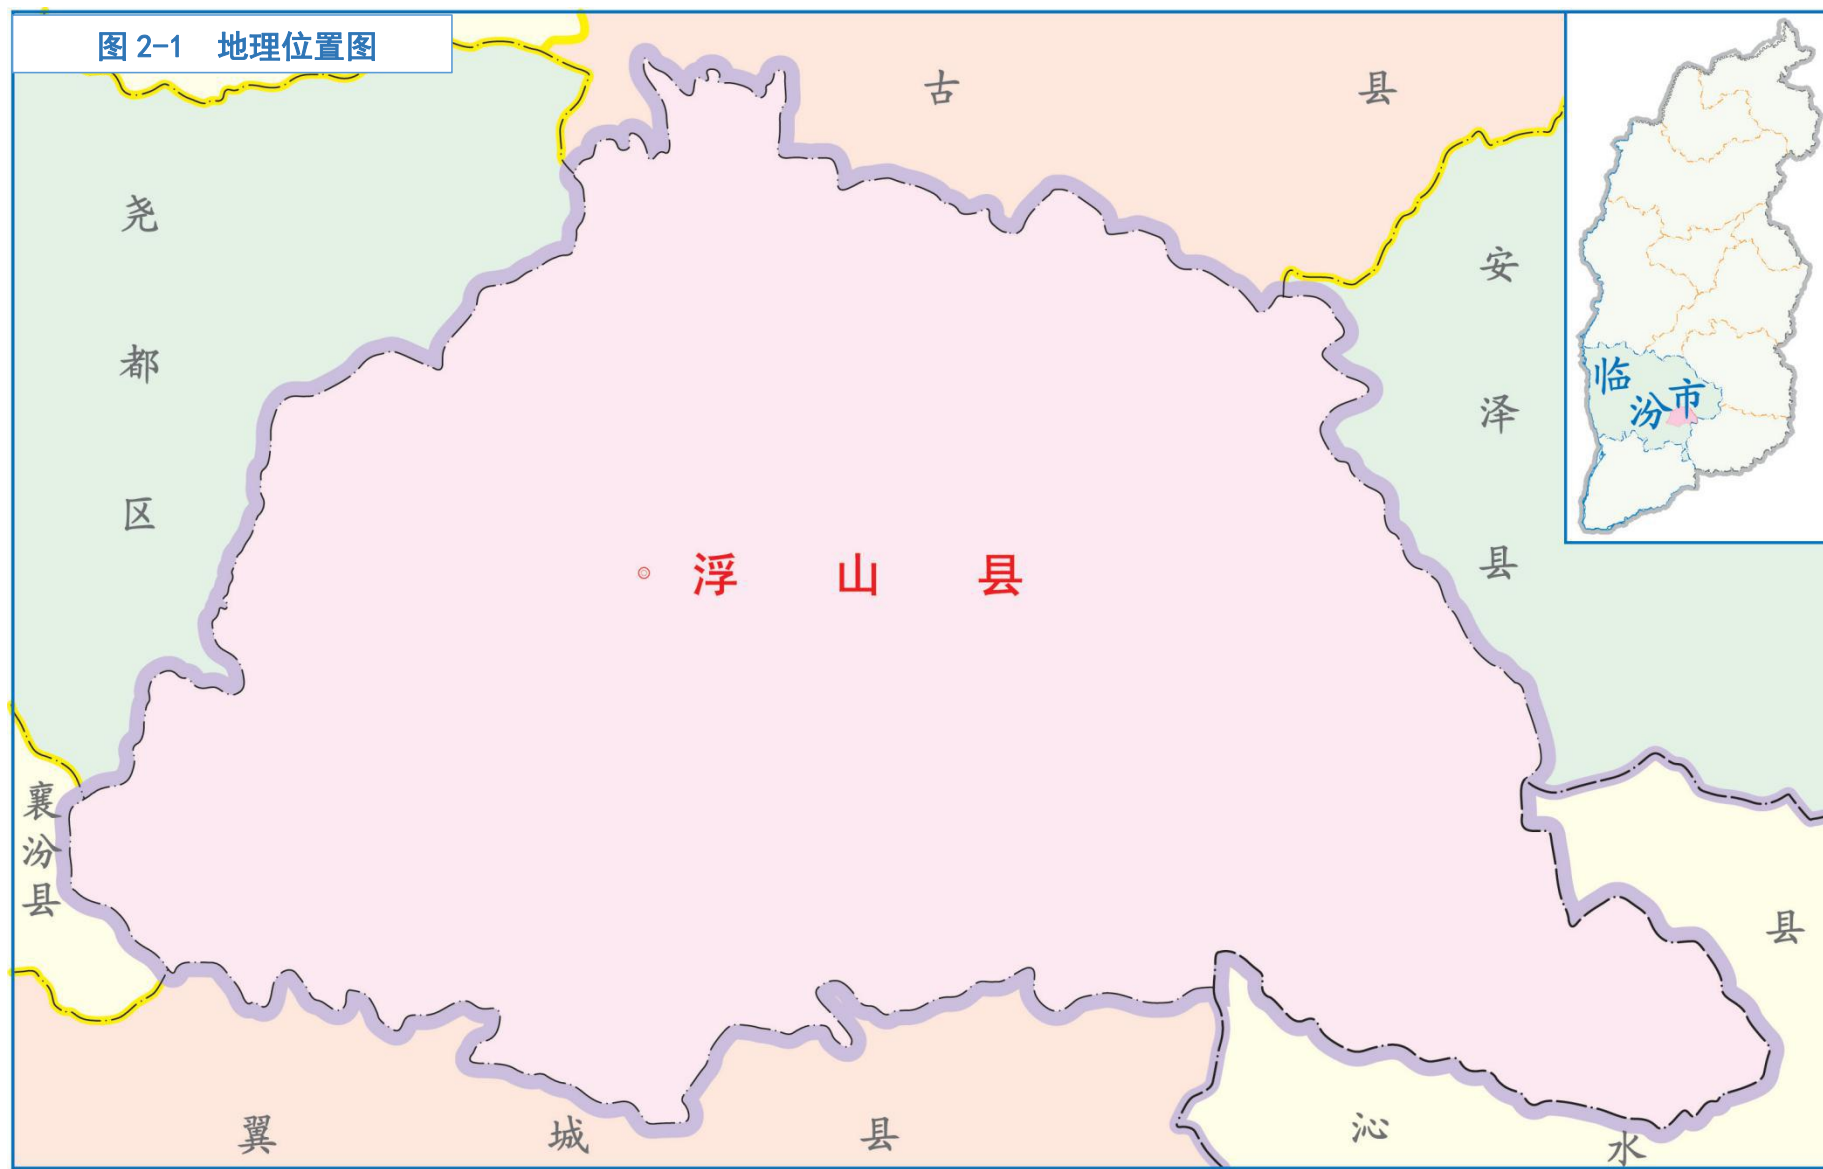 图 2-1 地理位置图
古县
尧都区
安泽县
临汾市
浮山县
襄汾县
翼城县
沁水县